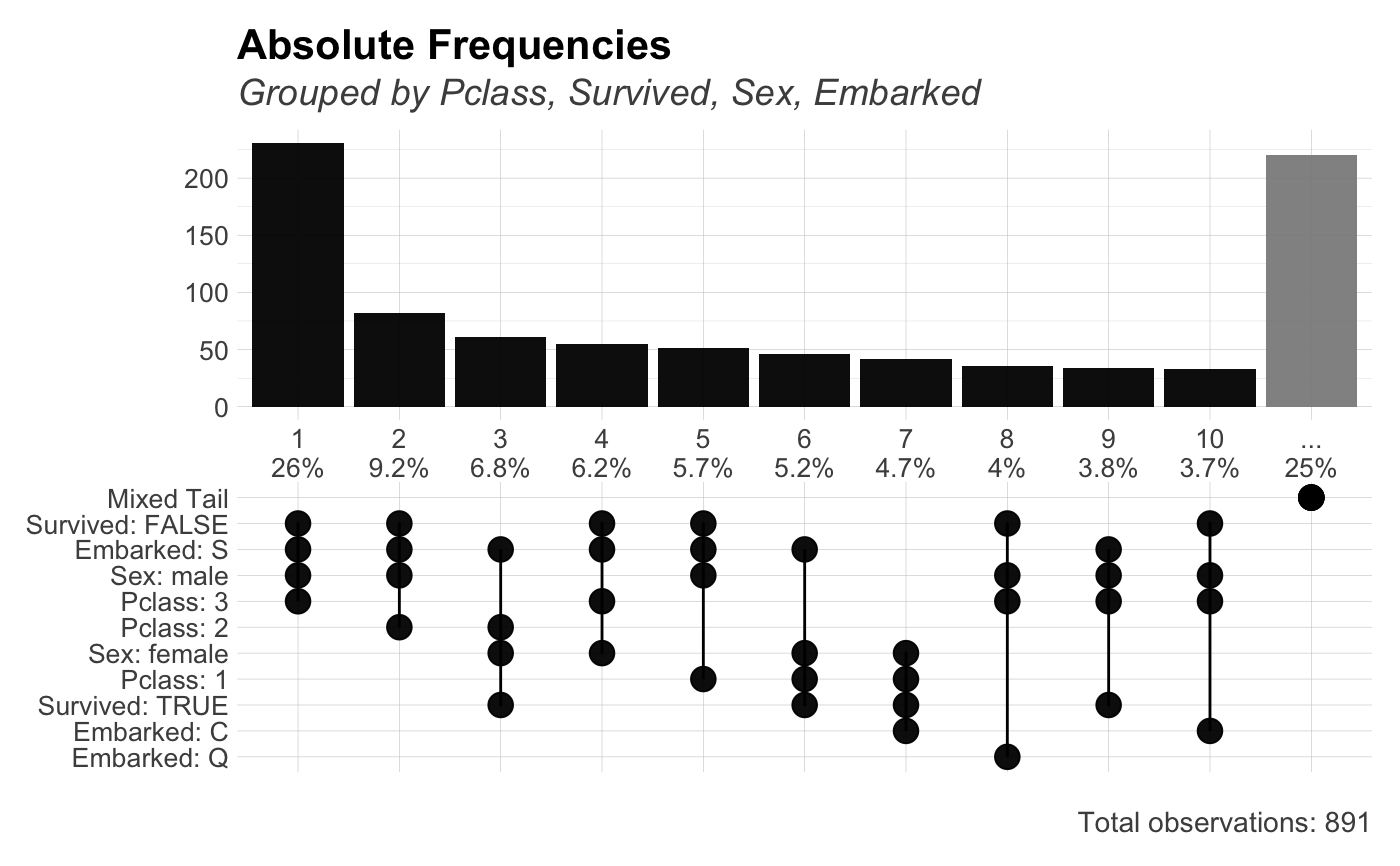 Absolute Frequencies
Grouped by Pclass, Survived, Sex, Embarked
200
150
100
50
0
1 2 3 4 5 6 7 8 9 10 ...
26% 9.2% 6.8% 6.2% 5.7% 5.2% 4.7% 4% 3.8% 3.7% 25%
Mixed Tail
Survived: FALSE
Embarked: S
Sex: male
Pclass: 3
Pclass: 2
Sex: female
Pclass: 1
Survived: TRUE
Embarked: C
Embarked: Q
Total observations: 891